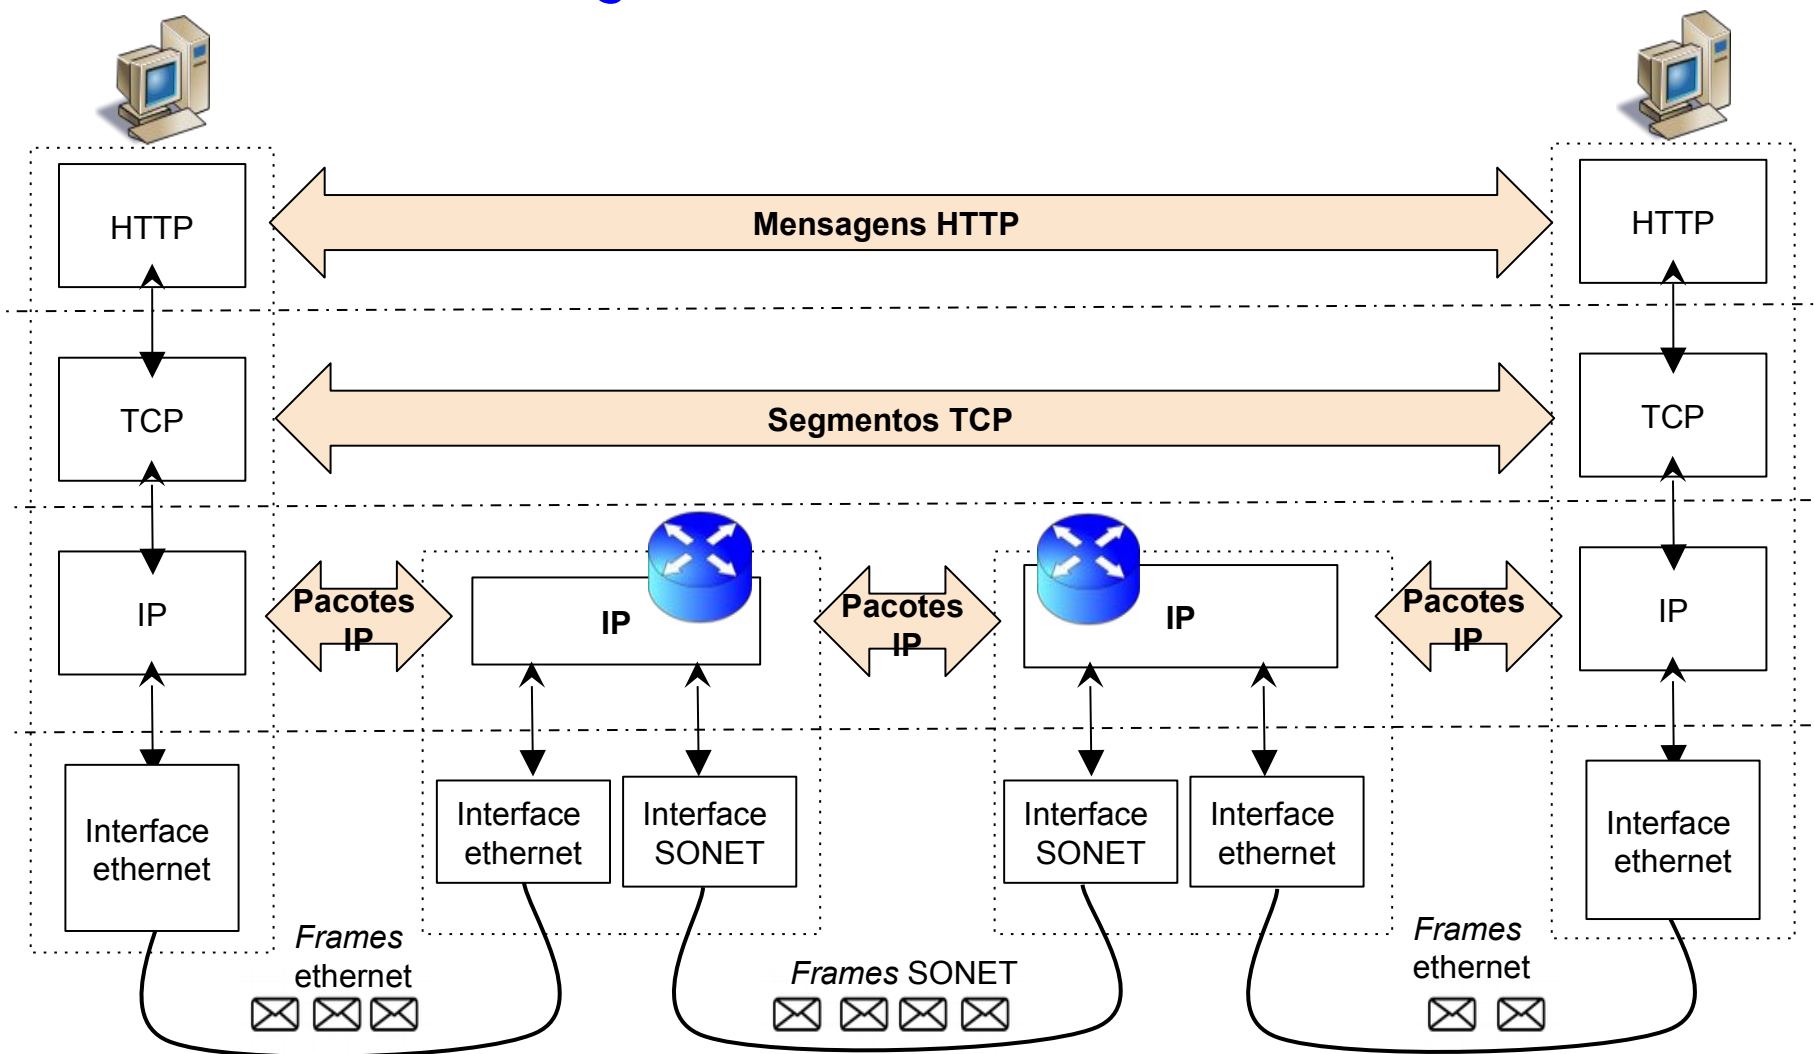 HTTP
Mensagens HTTP
HTTP
TCP
Segmentos TCP
TCP
IP
Pacotes
IP
IP
Pacotes
IP
IP
Pacotes
IP
IP
Interface
ethernet
Interface
ethernet
Interface
SONET
Interface
SONET
Interface
ethernet
Interface
ethernet
Frames
ethernet
Frames SONET
Frames
ethernet